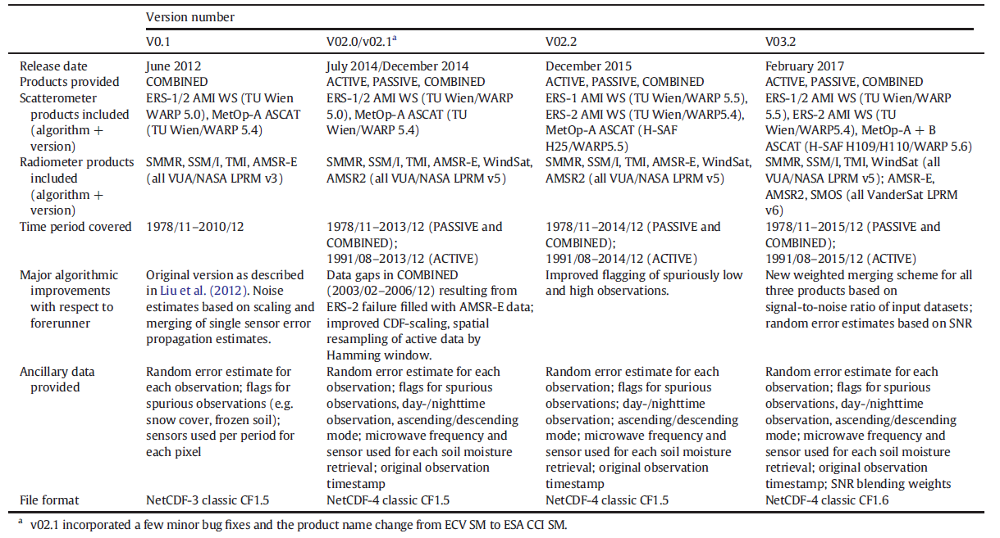 Version number
V0.1 V02.0/v02.1a V02.2 V03.2
Release date June 2012 July 2014/December 2014 December 2015 February 2017
Products provided COMBINED ACTIVE, PASSIVE, COMBINED ACTIVE, PASSIVE, COMBINED ACTIVE, PASSIVE, COMBINED
Scatterometer ERS-1/2 AMI WS (TU Wien ERS-1/2 AMI WS (TU Wien/WARP ERS-1 AMI WS (TU Wien/WARP 5.5), ERS-1/2 AMI WS (TU Wien/WARP
products included WARP 5.0), MetOp-A ASCAT 5.0), MetOp-A ASCAT (TU ERS-2 AMI WS (TU Wien/WARP5.4), 5.5), ERS-2 AMI WS (TU
(algorithm + (TU Wien/WARP 5.4) Wien/WARP 5.4) MetOp-A ASCAT (H-SAF Wien/WARP5.4), MetOp-A + B
version) H25/WARP5.5) ASCAT (H-SAF H109/H110/WARP 5.6)
Radiometer products SMMR, SSM/I, TMI, AMSR-E SMMR, SSM/I, TMI, AMSR-E, WindSat, SMMR, SSM/I, TMI, AMSR-E, WindSat, SMMR, SSM/I, TMI, WindSat (all
included (all VUA/NASA LPRM v3) AMSR2 (all VUA/NASA LPRM v5) AMSR2 (all VUA/NASA LPRM v5) VUA/NASA LPRM v5); AMSR-E,
(algorithm + AMSR2, SMOS (all VanderSat LPRM
version) v6)
Time period covered 1978/11–2010/12 1978/11–2013/12 (PASSIVE and 1978/11–2014/12 (PASSIVE and 1978/11–2015/12 (PASSIVE and
COMBINED); COMBINED); COMBINED);
1991/08–2013/12 (ACTIVE) 1991/08–2014/12 (ACTIVE) 1991/08–2015/12 (ACTIVE)
Major algorithmic Original version as described Data gaps in COMBINED Improved flagging of spuriously low New weighted merging scheme for all
improvements in Liu et al. (2012). Noise (2003/02–2006/12) resulting from and high observations. three products based on
with respect to estimates based on scaling and ERS-2 failure filled with AMSR-E data; signal-to-noise ratio of input datasets;
forerunner merging of single sensor error improved CDF-scaling, spatial random error estimates based on SNR
propagation estimates. resampling of active data by
Hamming window.
Ancillary data Random error estimate for Random error estimate for each Random error estimate for each Random error estimate for each
provided each observation; flags for observation; flags for spurious observation; flags for spurious observation; flags for spurious
spurious observations (e.g. observations, day-/nighttime observations; day-/nighttime observations, day-/nighttime
snow cover, frozen soil); observation, ascending/descending observation; ascending/descending observation, ascending/descending
sensors used per period for mode; microwave frequency and mode; microwave frequency and mode; microwave frequency and
each pixel sensor used for each soil moisture sensor used for each soil moisture sensor used for each soil moisture
retrieval; original observation retrieval; original observation retrieval; original observation
timestamp timestamp timestamp; SNR blending weights
File format NetCDF-3 classic CF1.5 NetCDF-4 classic CF1.5 NetCDF-4 classic CF1.5 NetCDF-4 classic CF1.6
a v02.1 incorporated a few minor bug fixes and the product name change from ECV SM to ESA CCI SM.